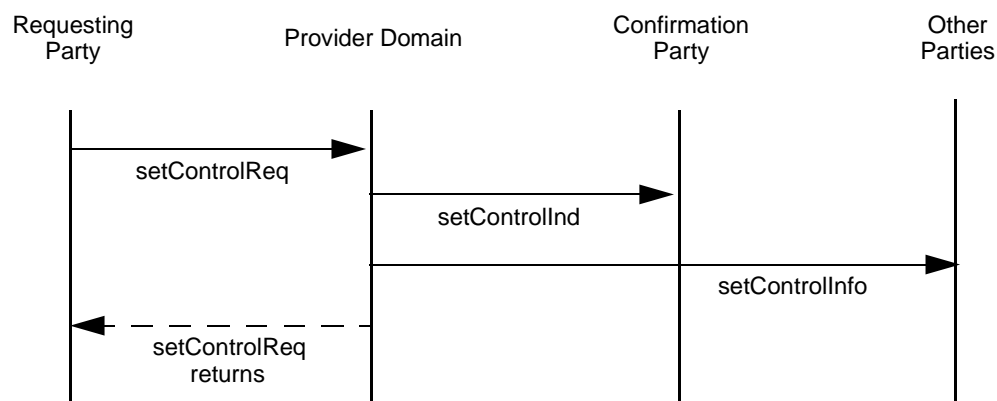 Requesting
Party
Provider Domain
Confirmation
Party
Other
Parties
setControlReq
setControlInd
setControlInfo
setControlReq
returns